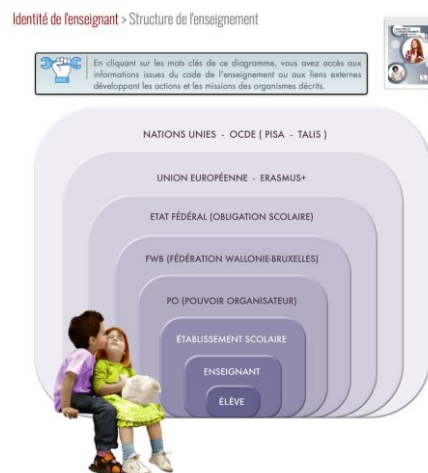 Identité de l'enseignant > Structure de l'enseignement
En cliquant sur les mots clés de ce diagramme, vous avez accès aux
informations issues du code de l'enseignement ou aux liens externes
développant les actions et les missions des organismes décrits.
NATIONS UNIES - OCDE ( PISA - TALIS )
UNION EUROPÉENNE - ERASMUS+
ETAT FÉDÉRAL (OBLIGATION SCOLAIRE)
FWB (FÉDÉRATION WALLONIE-BRUXELLES)
PO (POUVOIR ORGANISATEUR)
ÉTABLISSEMENT SCOLAIRE
ENSEIGNANT
ÉLÈVE